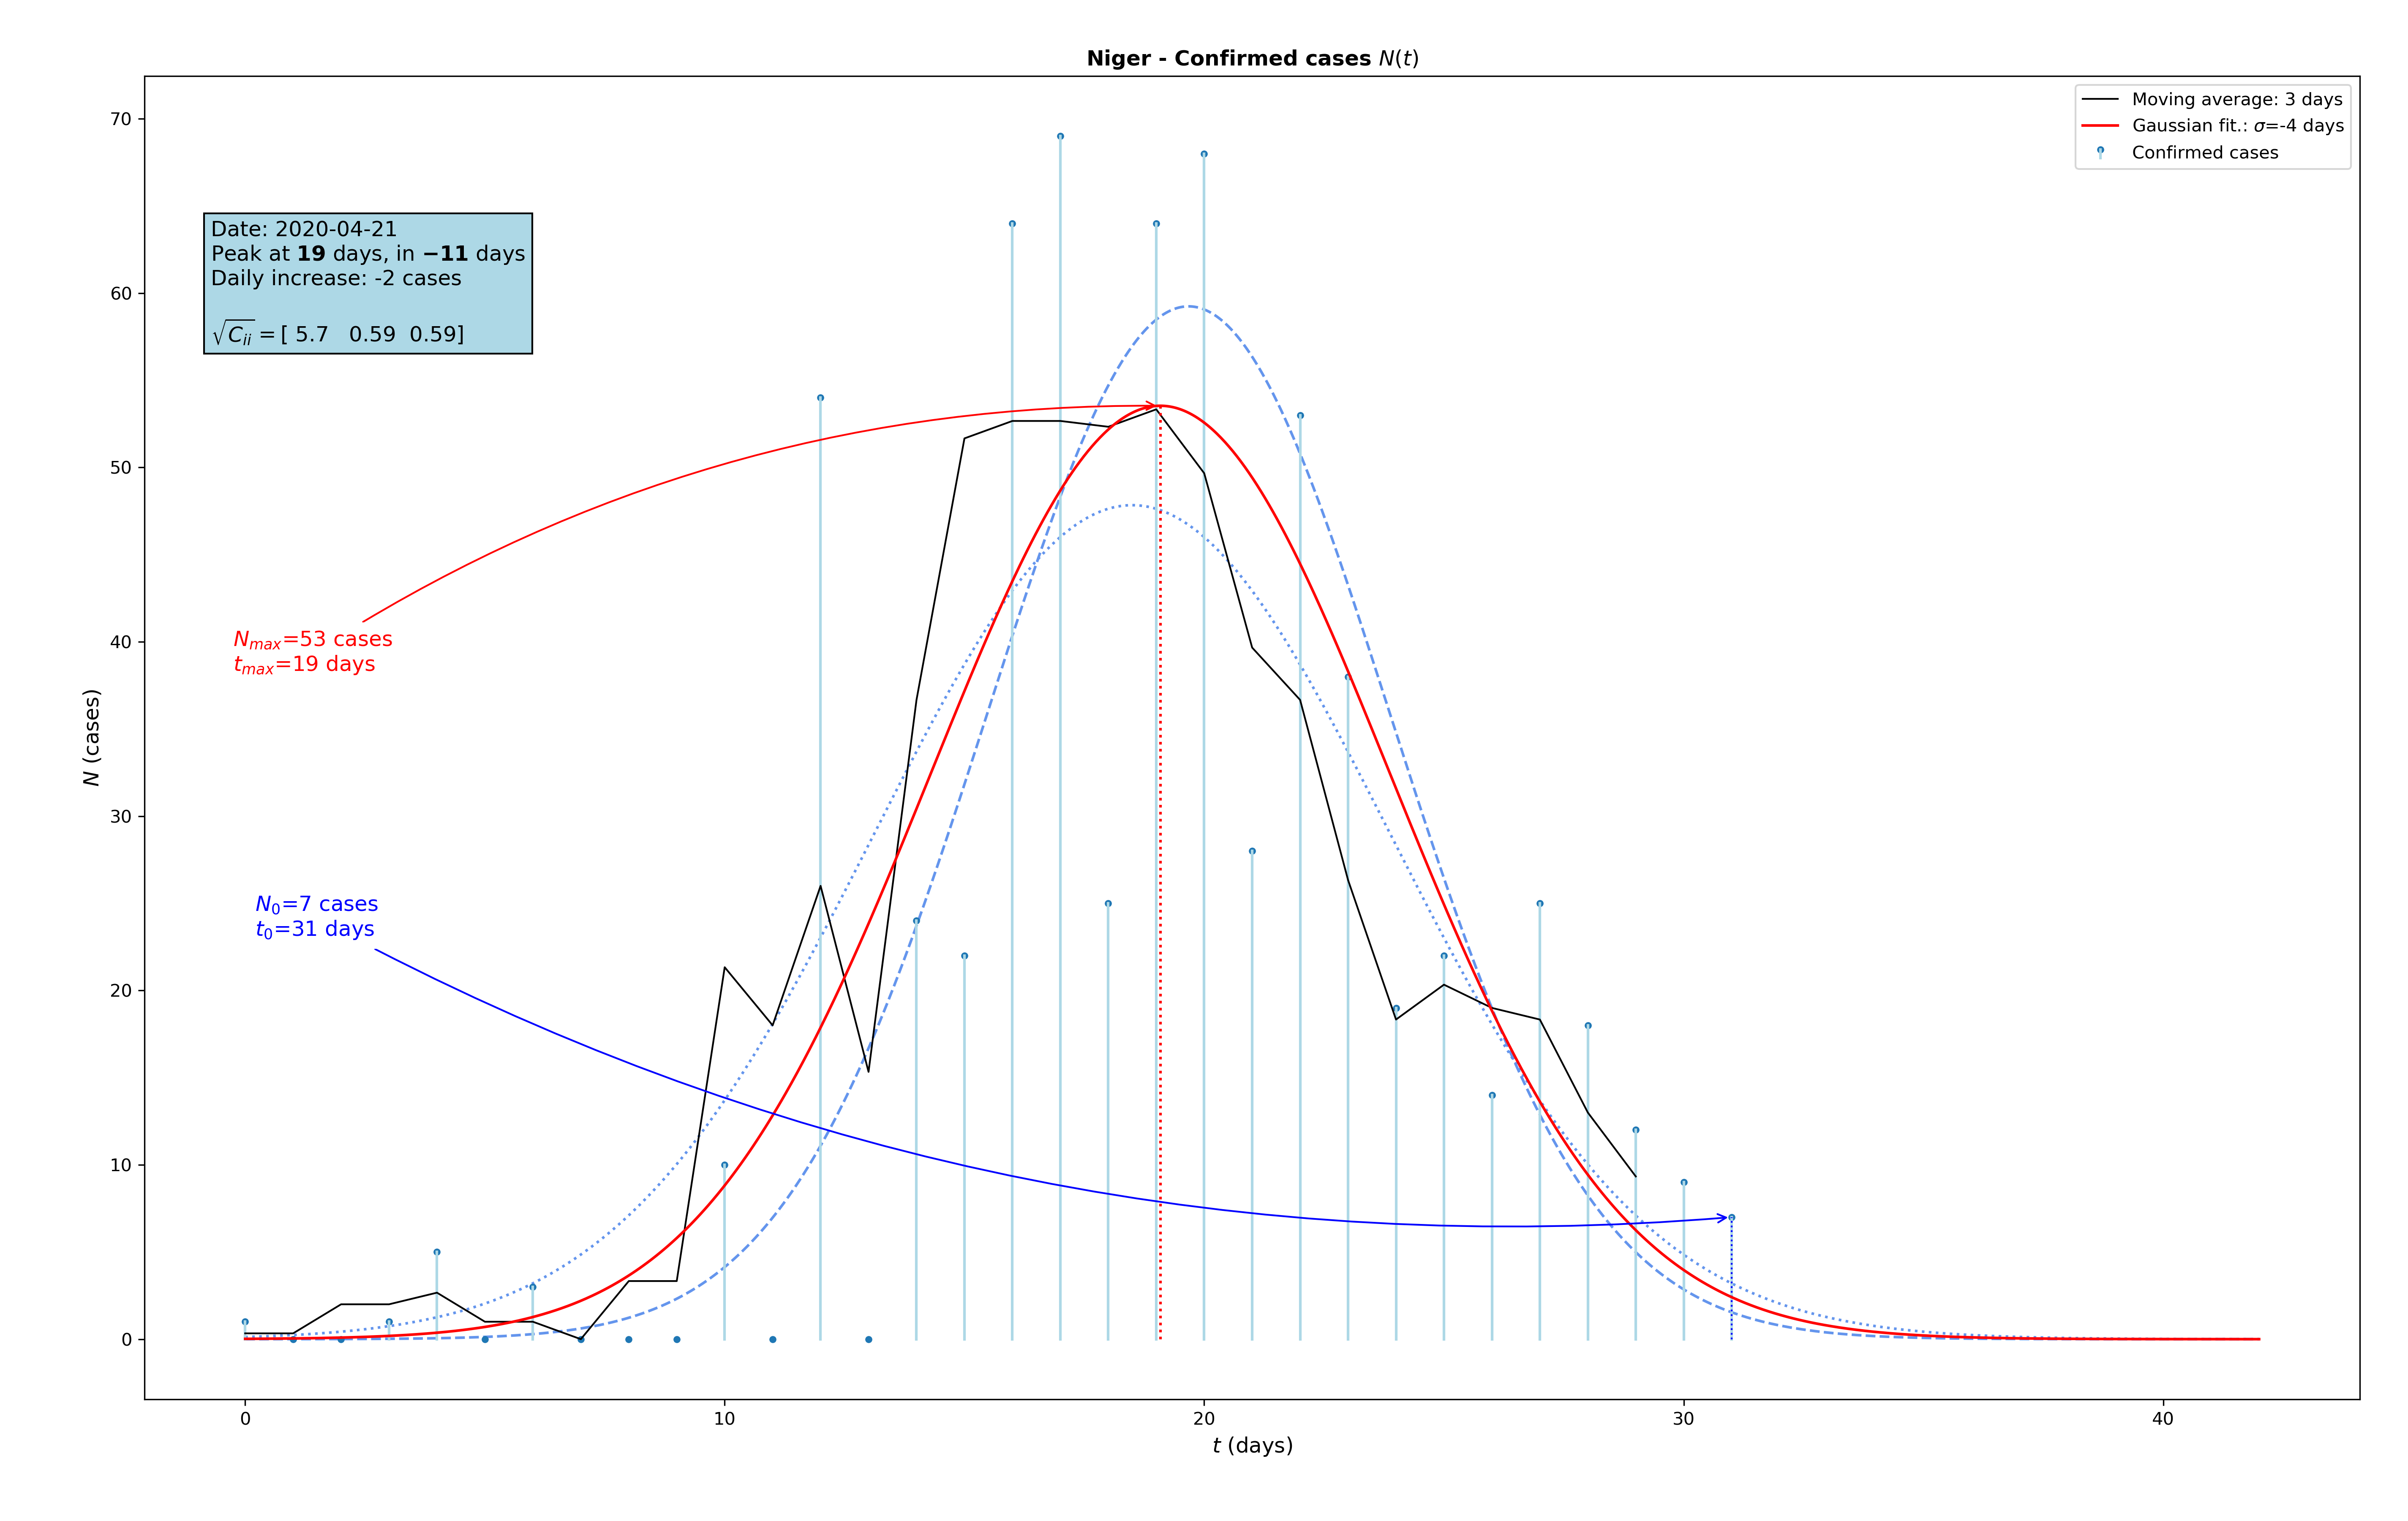 Niger - Confirmed cases N(t)
Moving average: 3 days
Gaussian fit.: σ=-4 days
Confirmed cases
Date: 2020-04-21
Peak at 19 days, in −11 days
Daily increase: -2 cases
√C_ii = [ 5.7 0.59 0.59]
N_max=53 cases
t_max=19 days
N_0=7 cases
t_0=31 days
N (cases)
70
60
50
40
30
20
10
0
0 10 20 30 40
t (days)